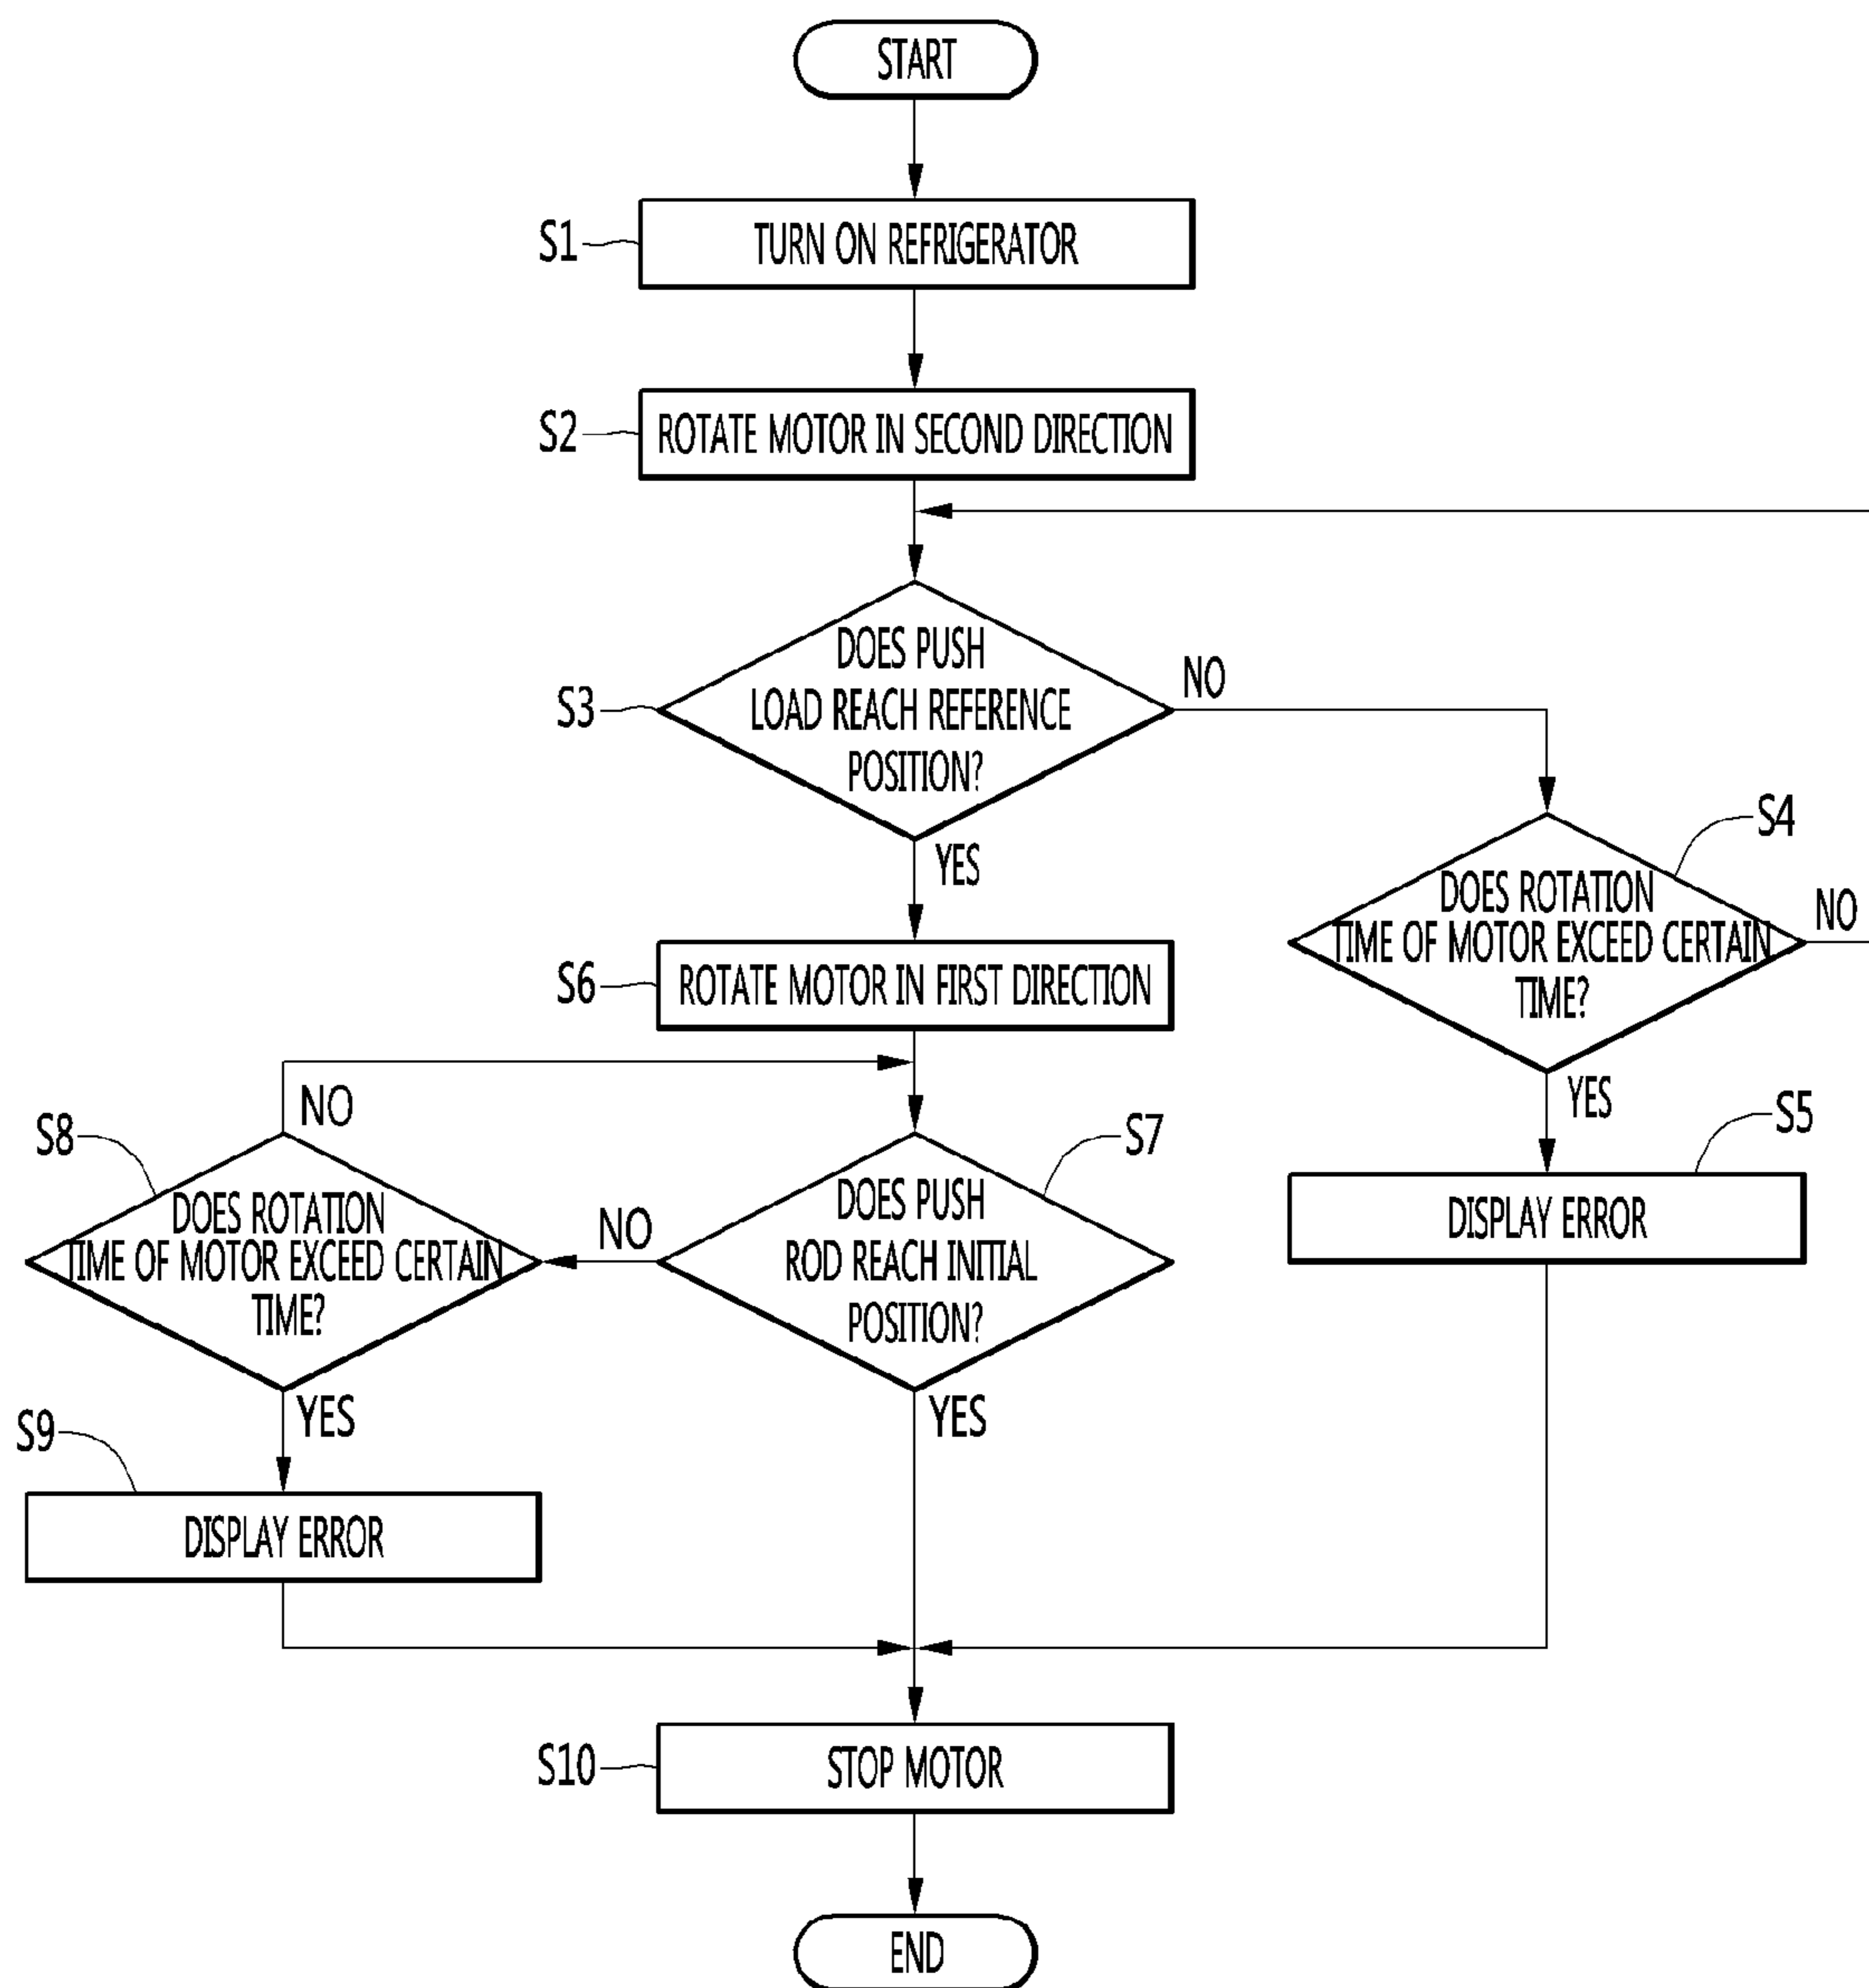 START
S1
TURN ON REFRIGERATOR
S2
ROTATE MOTOR IN SECOND DIRECTION
S3
DOES PUSH
LOAD REACH REFERENCE
POSITION?
NO
YES
S4
DOES ROTATION
TIME OF MOTOR EXCEED CERTAIN
TIME?
NO
YES
S5
DISPLAY ERROR
S6
ROTATE MOTOR IN FIRST DIRECTION
S7
DOES PUSH
ROD REACH INITIAL
POSITION?
NO
YES
S8
DOES ROTATION
TIME OF MOTOR EXCEED CERTAIN
TIME?
NO
YES
S9
DISPLAY ERROR
S10
STOP MOTOR
END